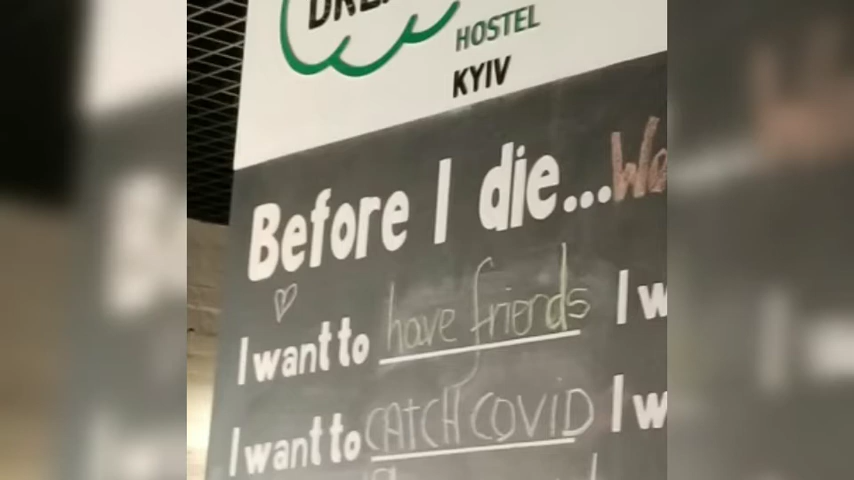 HOSTEL
KYIV
Before I die...
I want to have friends I w
I want to CATCH COVID I w